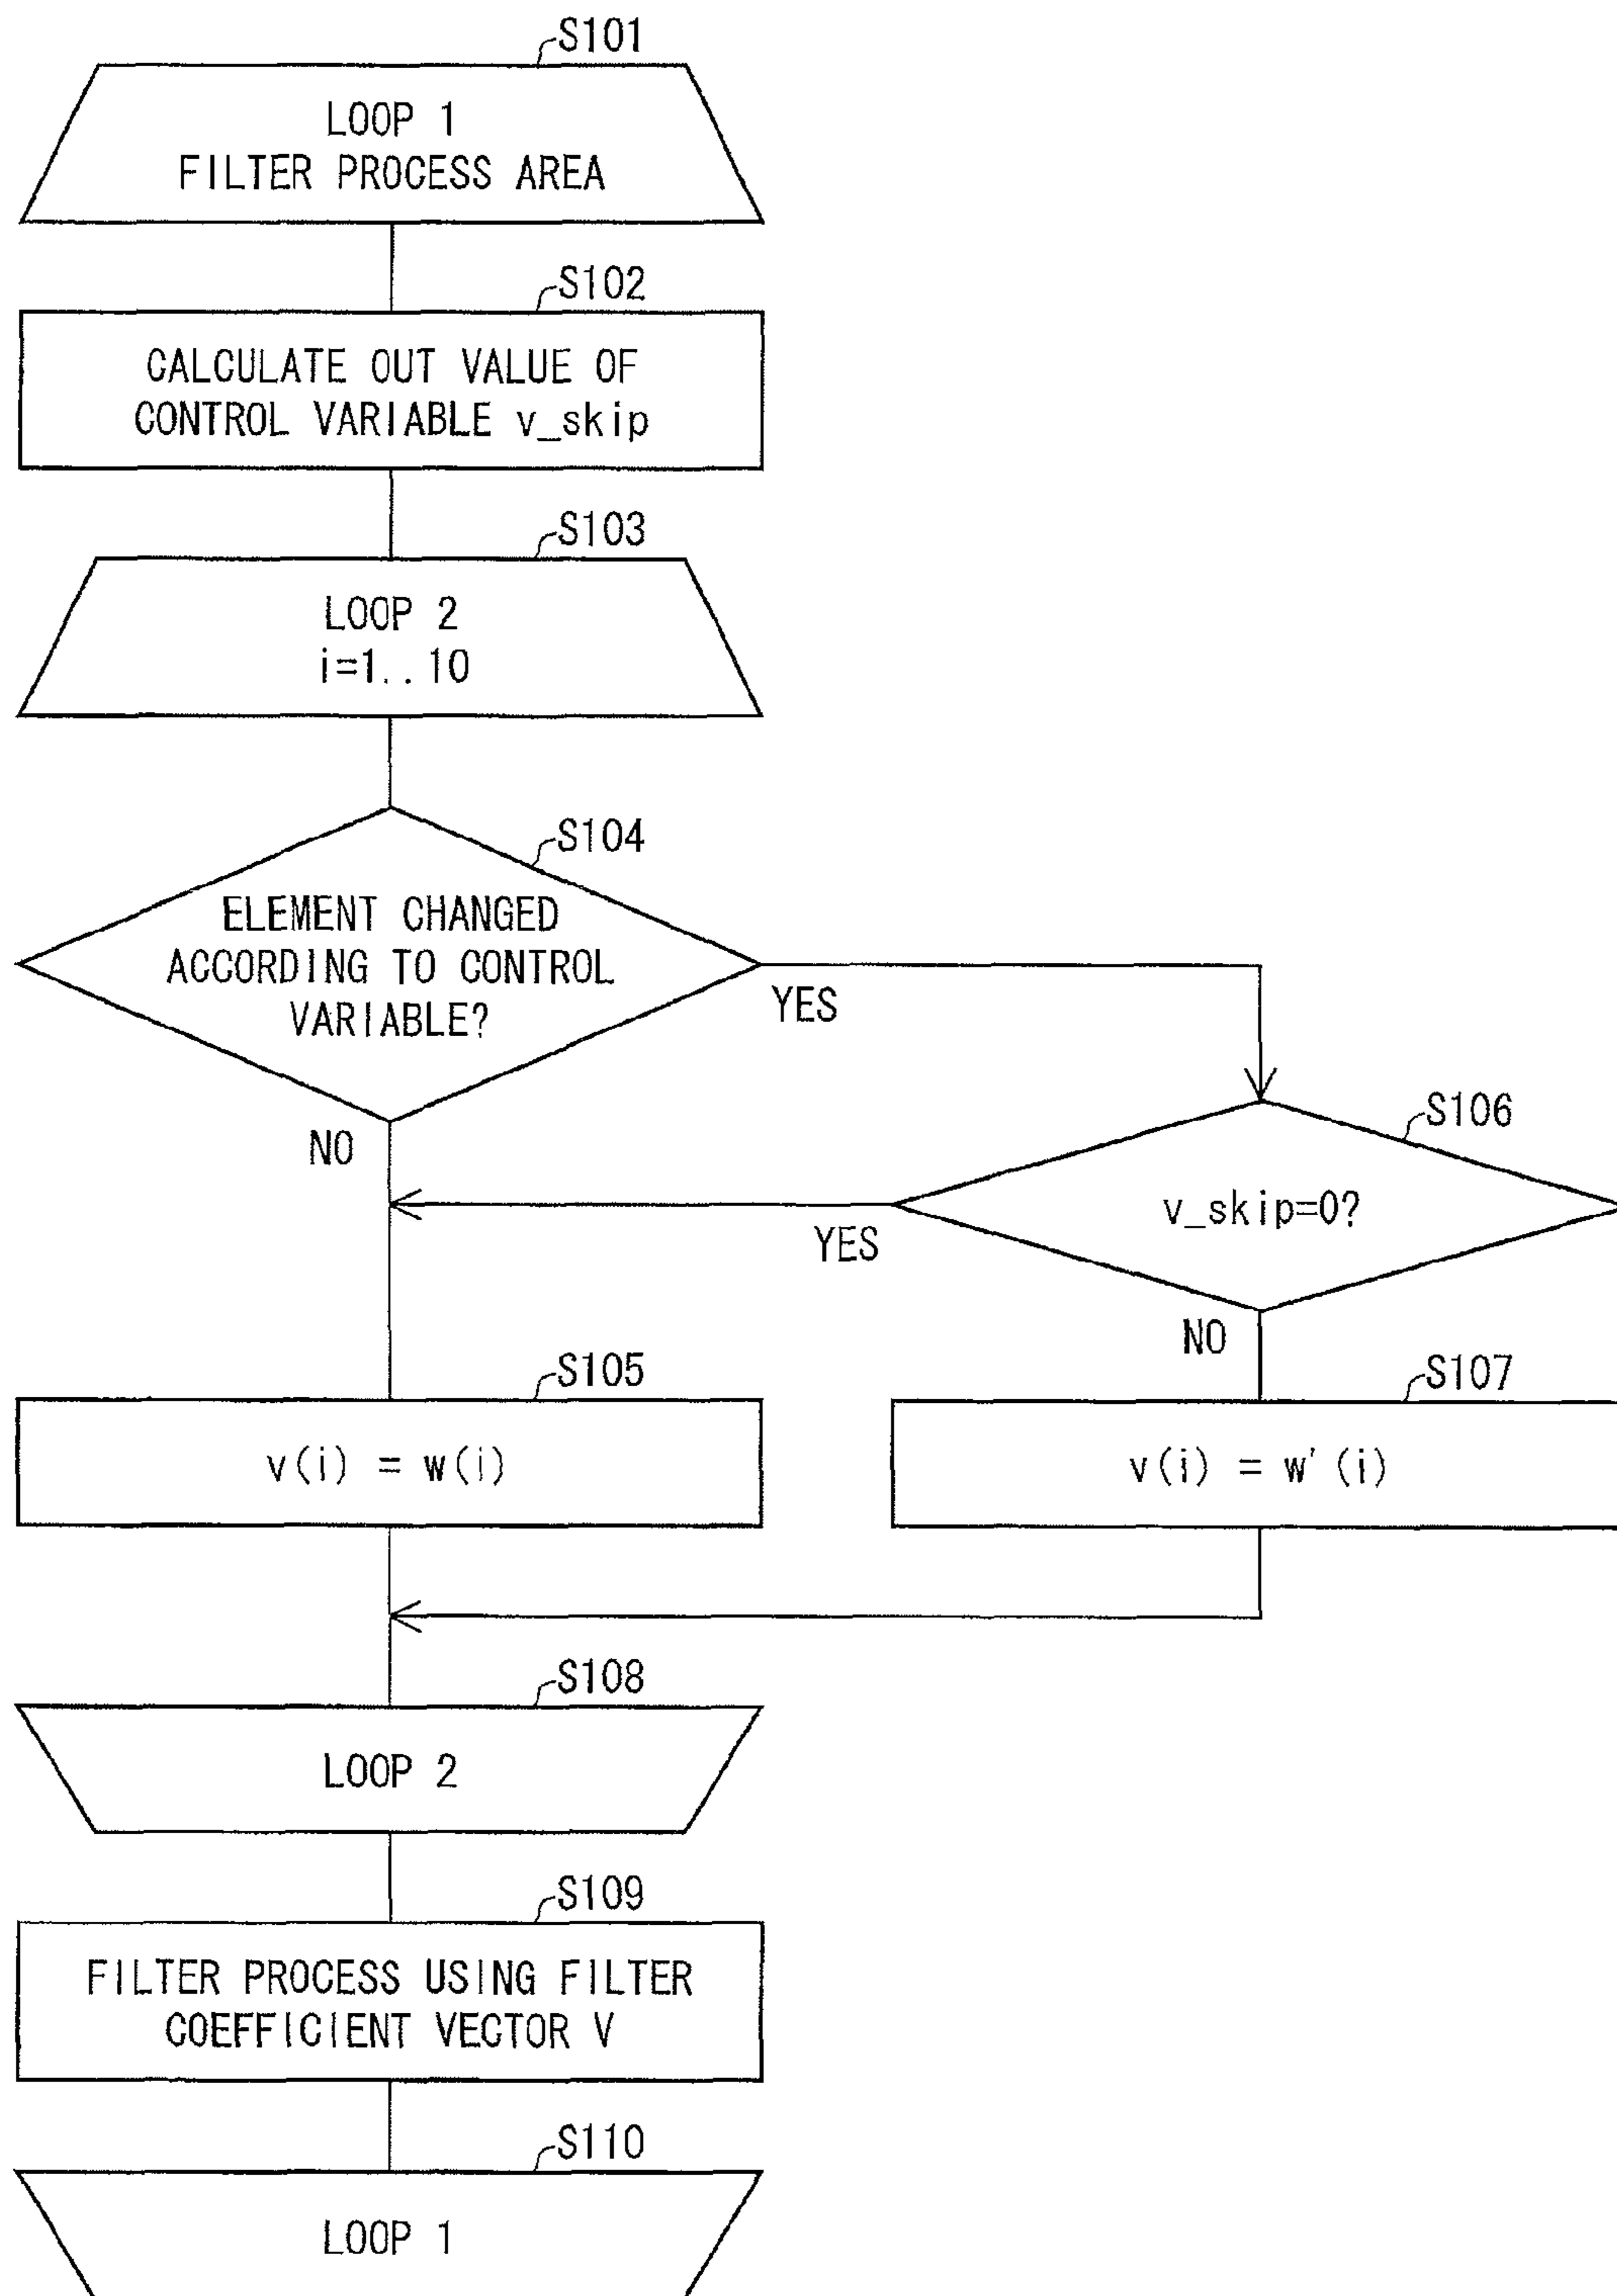 S101
LOOP 1
FILTER PROCESS AREA
S102
CALCULATE OUT VALUE OF
CONTROL VARIABLE v_skip
S103
LOOP 2
i=1..10
S104
ELEMENT CHANGED
ACCORDING TO CONTROL
VARIABLE?
YES
NO
S106
v_skip=0?
YES
NO
S105
v(i) = w(i)
S107
v(i) = w'(i)
S108
LOOP 2
S109
FILTER PROCESS USING FILTER
COEFFICIENT VECTOR V
S110
LOOP 1